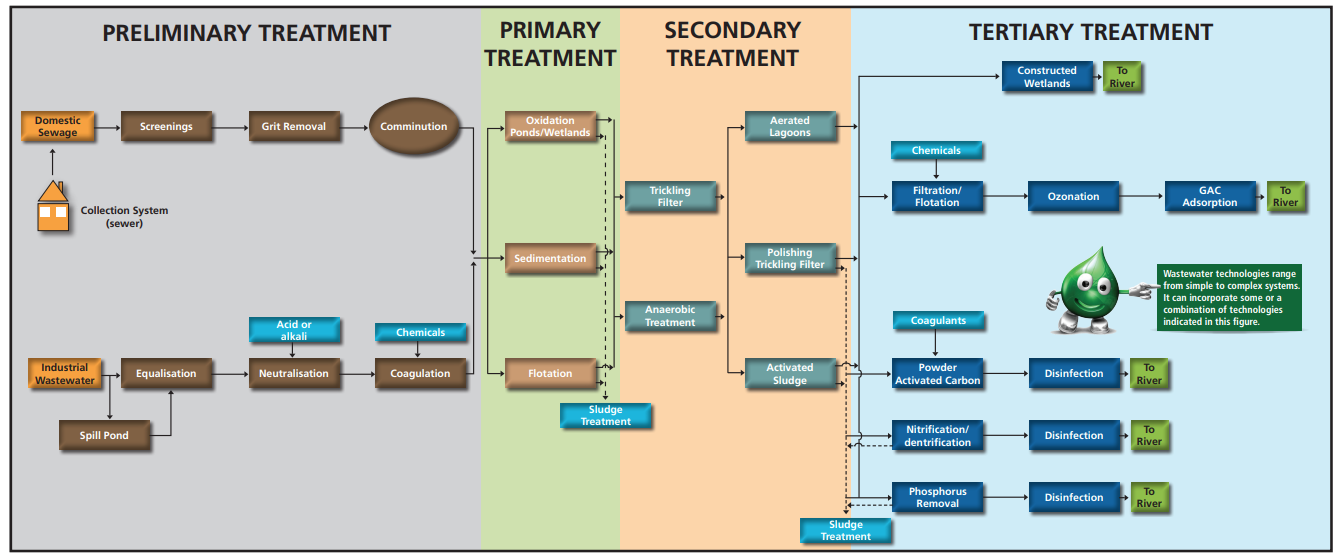 PRELIMINARY TREATMENT
PRIMARY
TREATMENT
SECONDARY
TREATMENT
TERTIARY TREATMENT
Domestic
Sewage
Screenings
Grit Removal
Comminution
Collection System
(sewer)
Industrial
Wastewater
Equalisation
Spill Pond
Acid or
alkali
Neutralisation
Chemicals
Coagulation
Oxidation
Ponds/Wetlands
Sedimentation
Flotation
Sludge
Treatment
Trickling
Filter
Anaerobic
Treatment
Aerated
Lagoons
Polishing
Trickling Filter
Activated
Sludge
Sludge
Treatment
Constructed
Wetlands
To
River
Chemicals
Filtration/
Flotation
Ozonation
GAC
Adsorption
To
River
Wastewater technologies range
from simple to complex systems.
It can incorporate some or a
combination of technologies
indicated in this figure.
Coagulants
Powder
Activated Carbon
Disinfection
To
River
Nitrification/
dentrification
Disinfection
To
River
Phosphorus
Removal
Disinfection
To
River